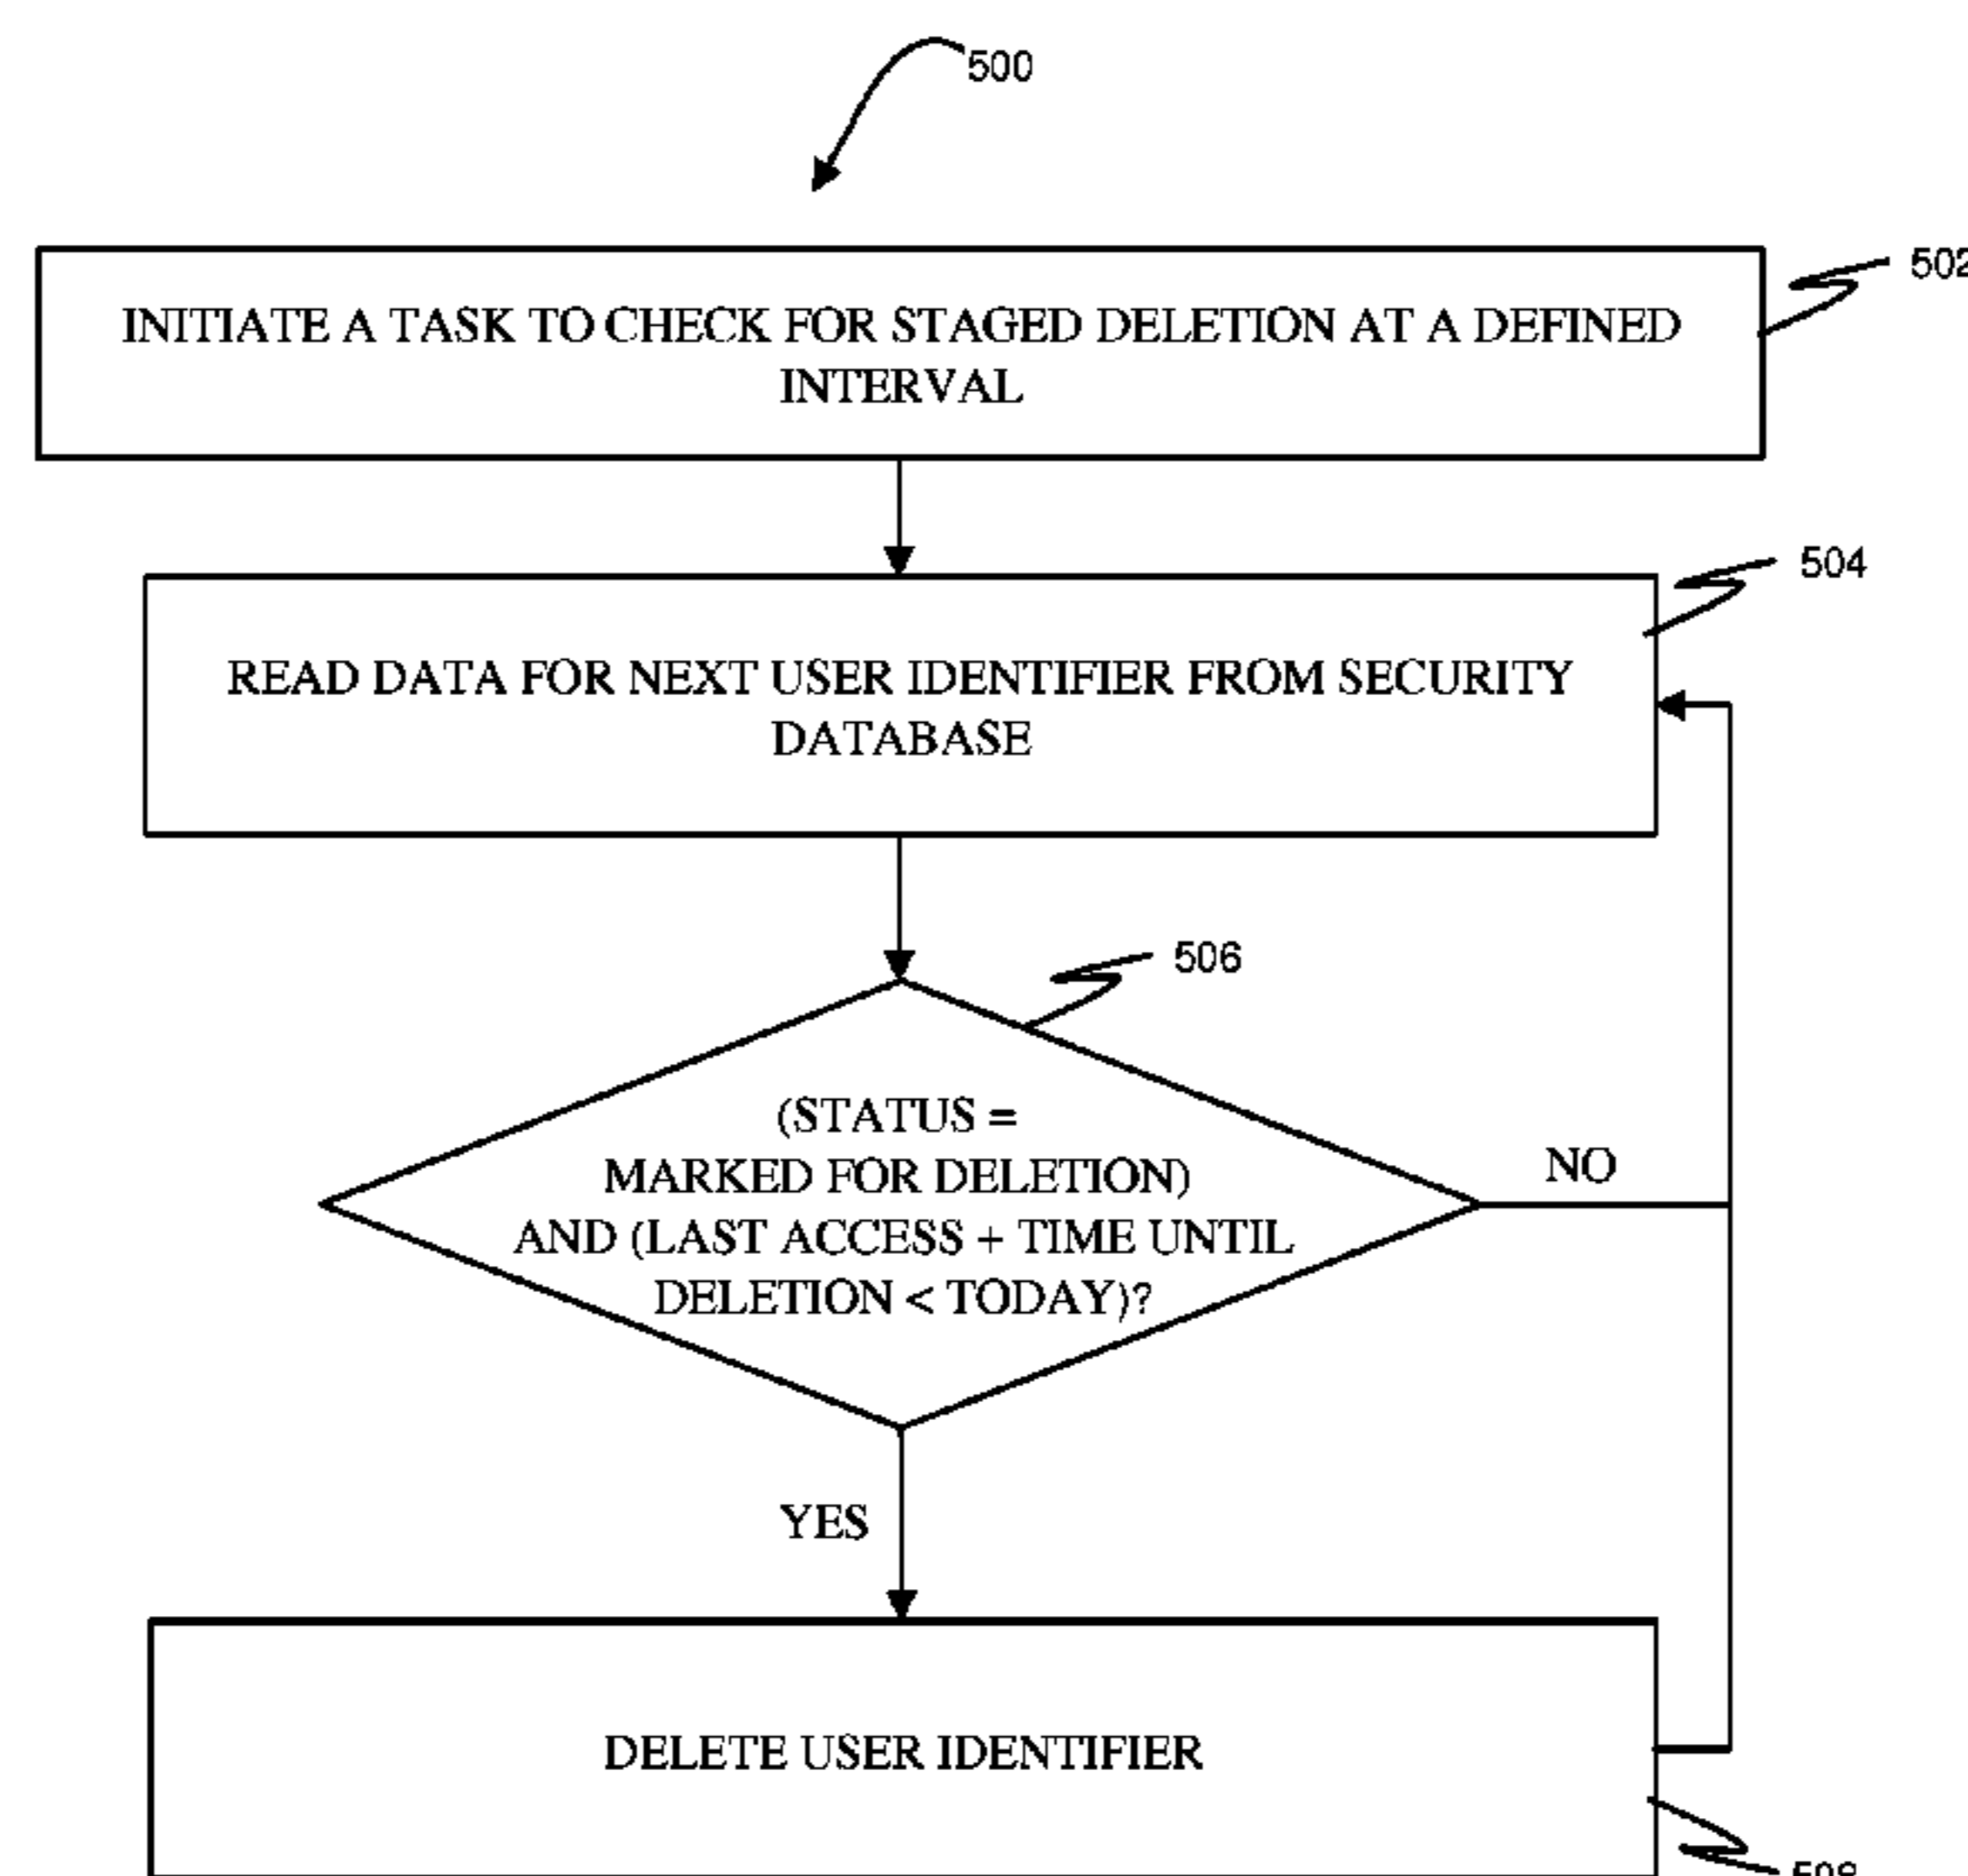 500
502
INITIATE A TASK TO CHECK FOR STAGED DELETION AT A DEFINED
INTERVAL
504
READ DATA FOR NEXT USER IDENTIFIER FROM SECURITY
DATABASE
506
(STATUS =
MARKED FOR DELETION)
AND (LAST ACCESS + TIME UNTIL
DELETION < TODAY)?
NO
YES
DELETE USER IDENTIFIER
508